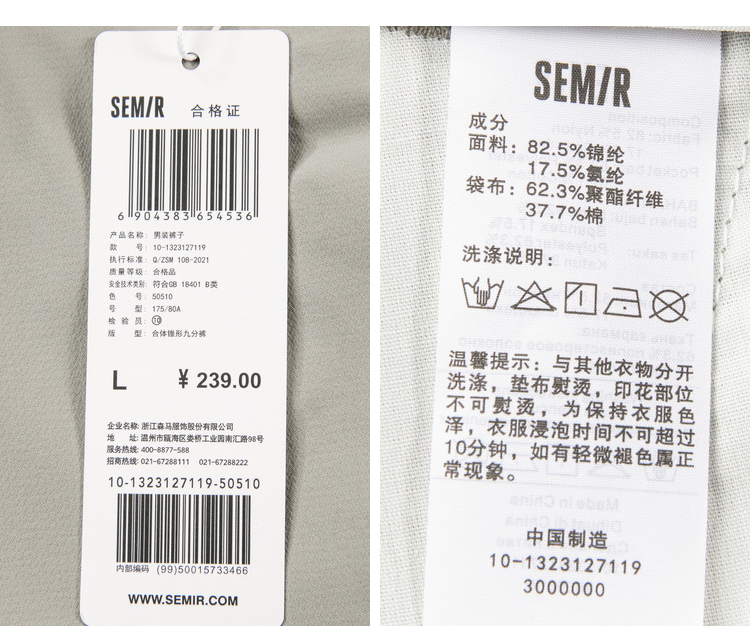 SEMIR
合格证
6 904383 654536
产品名称: 男装裤子
款 号: 10-1323127119
执行标准: Q/ZSM 10B-2021
质量等级: 合格品
安全技术类别: 符合GB 18401 B类
色 号: 50510
号 型: 175/80A
检 验 员: ⑩
版 型: 合体锥形九分裤
L ¥ 239.00
企业名称: 浙江森马服饰股份有限公司
地 址: 温州市瓯海区娄桥工业园南汇路98号
服务热线: 400-8877-588
招商热线: 021-67288111 021-67288222
10-1323127119-50510
内部编码 (99)50015733466
WWW.SEMIR.COM
SEMIR
成分
面料: 82.5%锦纶
17.5%氨纶
袋布: 62.3%聚酯纤维
37.7%棉
洗涤说明:
温馨提示: 与其他衣物分开
洗涤，垫布熨烫，印花部位
不可熨烫，为保持衣服色
泽，衣服浸泡时间不可超过
10分钟，如有轻微褪色属正
常现象。
中国制造
10-1323127119
3000000